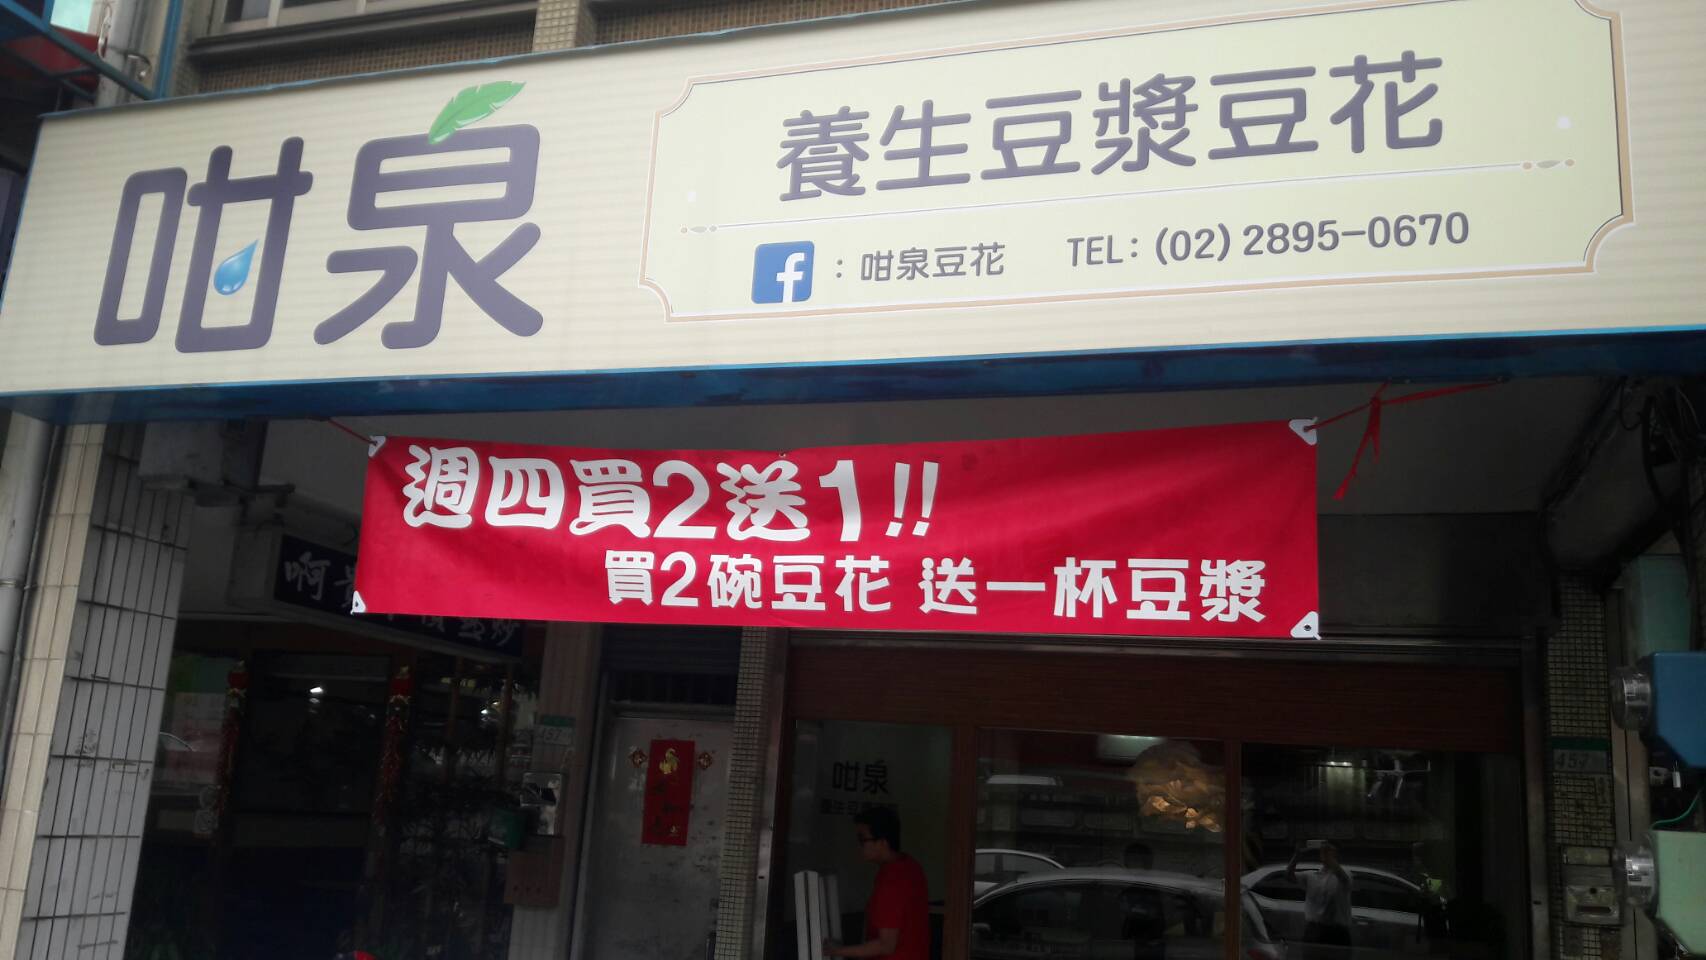 咁泉
養生豆漿豆花
f : 咁泉豆花 TEL: (02) 2895-0670
週四買2送1!!
買2碗豆花 送一杯豆漿
咁泉
457